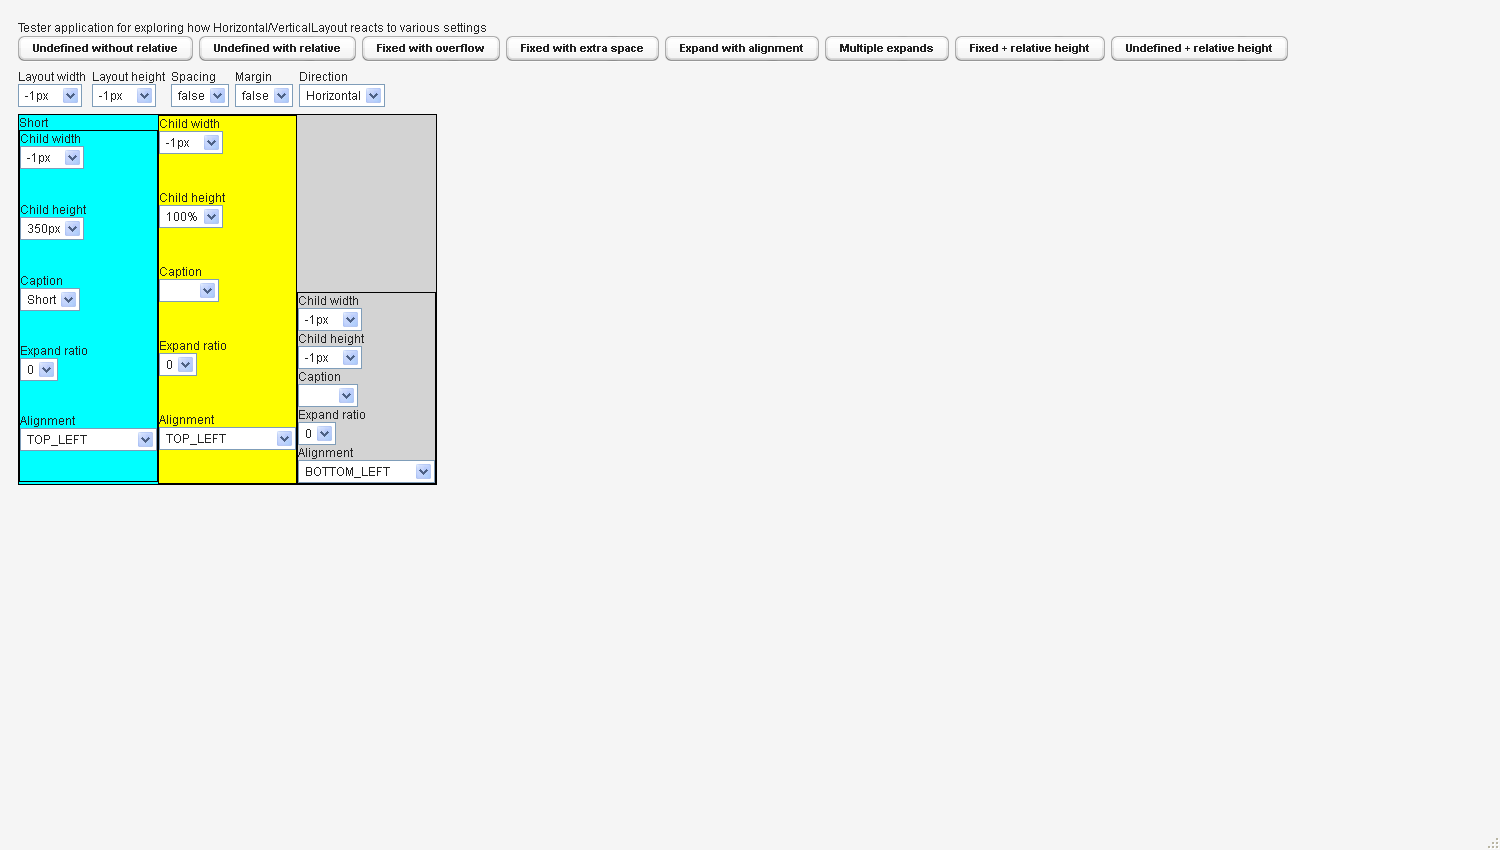 Tester application for exploring how Horizontal/VerticalLayout reacts to various settings
Undefined without relative Undefined with relative Fixed with overflow Fixed with extra space Expand with alignment Multiple expands Fixed + relative height Undefined + relative height
Layout width Layout height Spacing Margin Direction
-1px -1px false false Horizontal
Short
Child width
-1px
Child height
350px
Caption
Short
Expand ratio
0
Alignment
TOP_LEFT
Child width
-1px
Child height
100%
Caption
Expand ratio
0
Alignment
TOP_LEFT
Child width
-1px
Child height
-1px
Caption
Expand ratio
0
Alignment
BOTTOM_LEFT